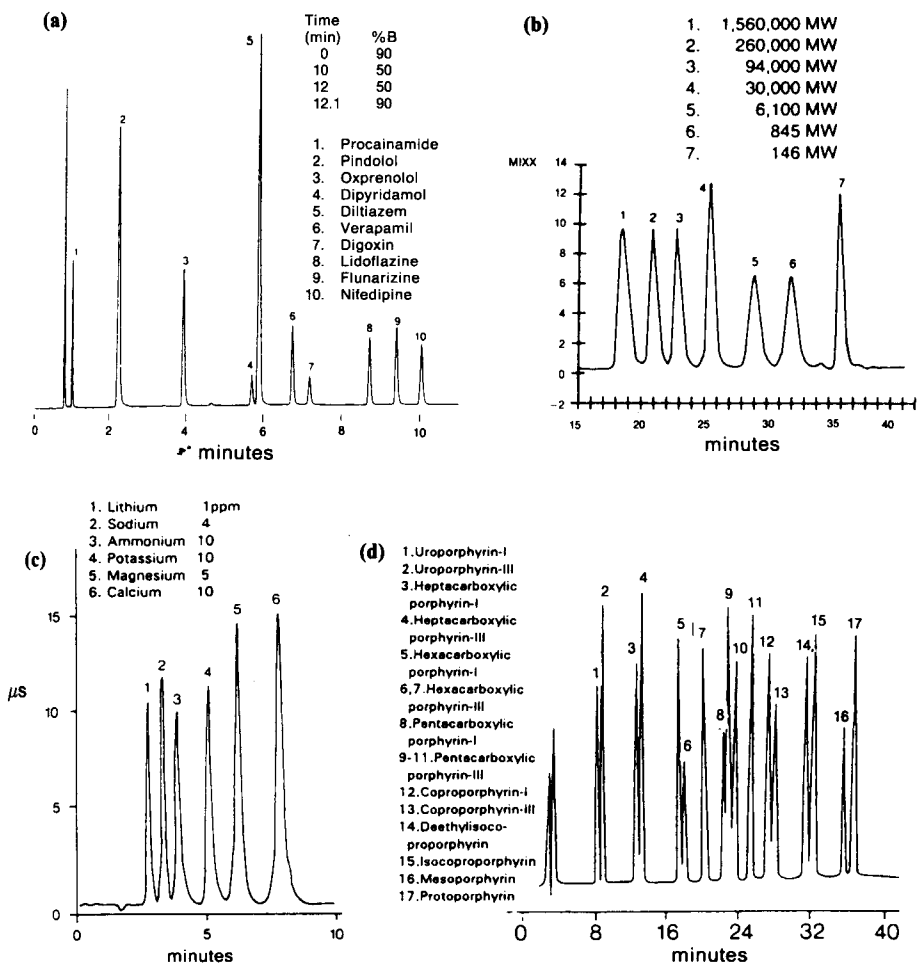 (a)
Time
(min) %B
0 90
10 50
12 50
12.1 90
1. Procainamide
2. Pindolol
3. Oxprenolol
4. Dipyridamol
5. Diltiazem
6. Verapamil
7. Digoxin
8. Lidoflazine
9. Flunarizine
10. Nifedipine
1 2 3 4 5 6 7 8 9 10
0 2 4 6 8 10
minutes
(b)
1. 1,560,000 MW
2. 260,000 MW
3. 94,000 MW
4. 30,000 MW
5. 6,100 MW
6. 845 MW
7. 146 MW
MIXX
14
12
10
8
6
4
2
0
-2
1 2 3 4 5 6 7
15 20 25 30 35 40
minutes
(c)
1. Lithium 1ppm
2. Sodium 4
3. Ammonium 10
4. Potassium 10
5. Magnesium 5
6. Calcium 10
15
10
5
0
μs
1 2 3 4 5 6
0 5 10
minutes
(d)
1.Uroporphyrin-I
2.Uroporphyrin-III
3.Heptacarboxylic
porphyrin-I
4.Heptacarboxylic
porphyrin-III
5.Hexacarboxylic
porphyrin-I
6,7.Hexacarboxylic
porphyrin-III
8.Pentacarboxylic
porphyrin-I
9-11.Pentacarboxylic
porphyrin-III
12.Coproporphyrin-I
13.Coproporphyrin-III
14.Deethylisoco-
proporphyrin
15.Isocoproporphyrin
16.Mesoporphyrin
17.Protoporphyrin
1 2 3 4 5 6 7 8 9 10 11 12 13 14 15 16 17
0 8 16 24 32 40
minutes